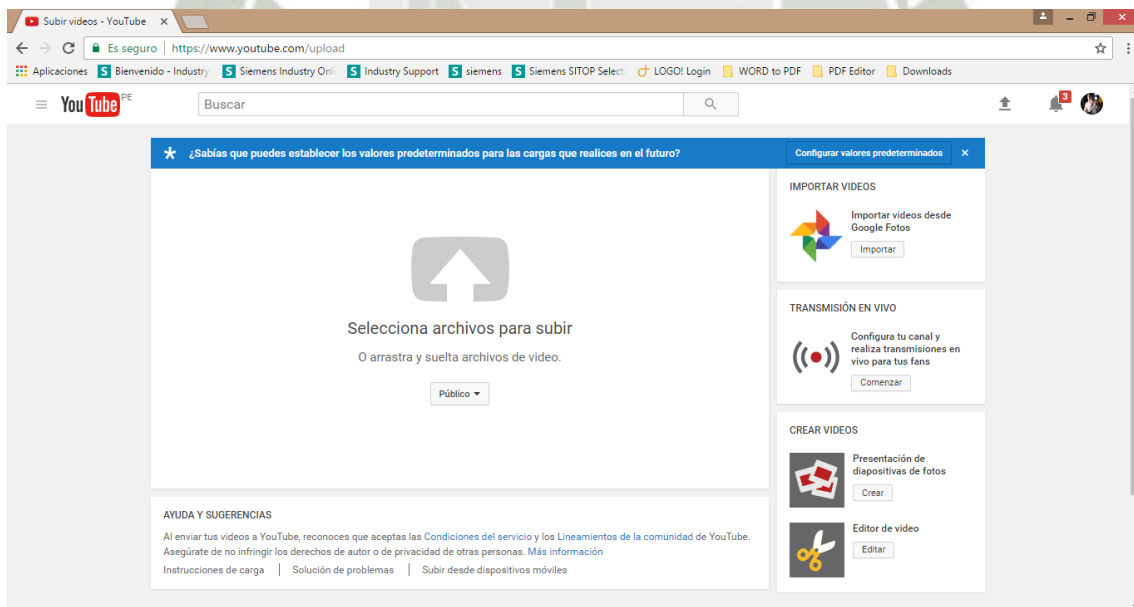 Subir videos - YouTube
Es seguro | https://www.youtube.com/upload
Aplicaciones Bienvenido - Industry Siemens Industry Onli Industry Support siemens Siemens SITOP Select LOGO! Login WORD to PDF PDF Editor Downloads
YouTube PE
Buscar
3
¿Sabías que puedes establecer los valores predeterminados para las cargas que realices en el futuro?
Configurar valores predeterminados
Selecciona archivos para subir
O arrastra y suelta archivos de video.
Público
IMPORTAR VIDEOS
Importar videos desde
Google Fotos
Importar
TRANSMISIÓN EN VIVO
Configura tu canal y
realiza transmisiones en
vivo para tus fans
Comenzar
CREAR VIDEOS
Presentación de
diapositivas de fotos
Crear
Editor de video
Editar
AYUDA Y SUGERENCIAS
Al enviar tus videos a YouTube, reconoces que aceptas las Condiciones del servicio y los Lineamientos de la comunidad de YouTube.
Asegúrate de no infringir los derechos de autor o de privacidad de otras personas. Más información
Instrucciones de carga | Solución de problemas | Subir desde dispositivos móviles